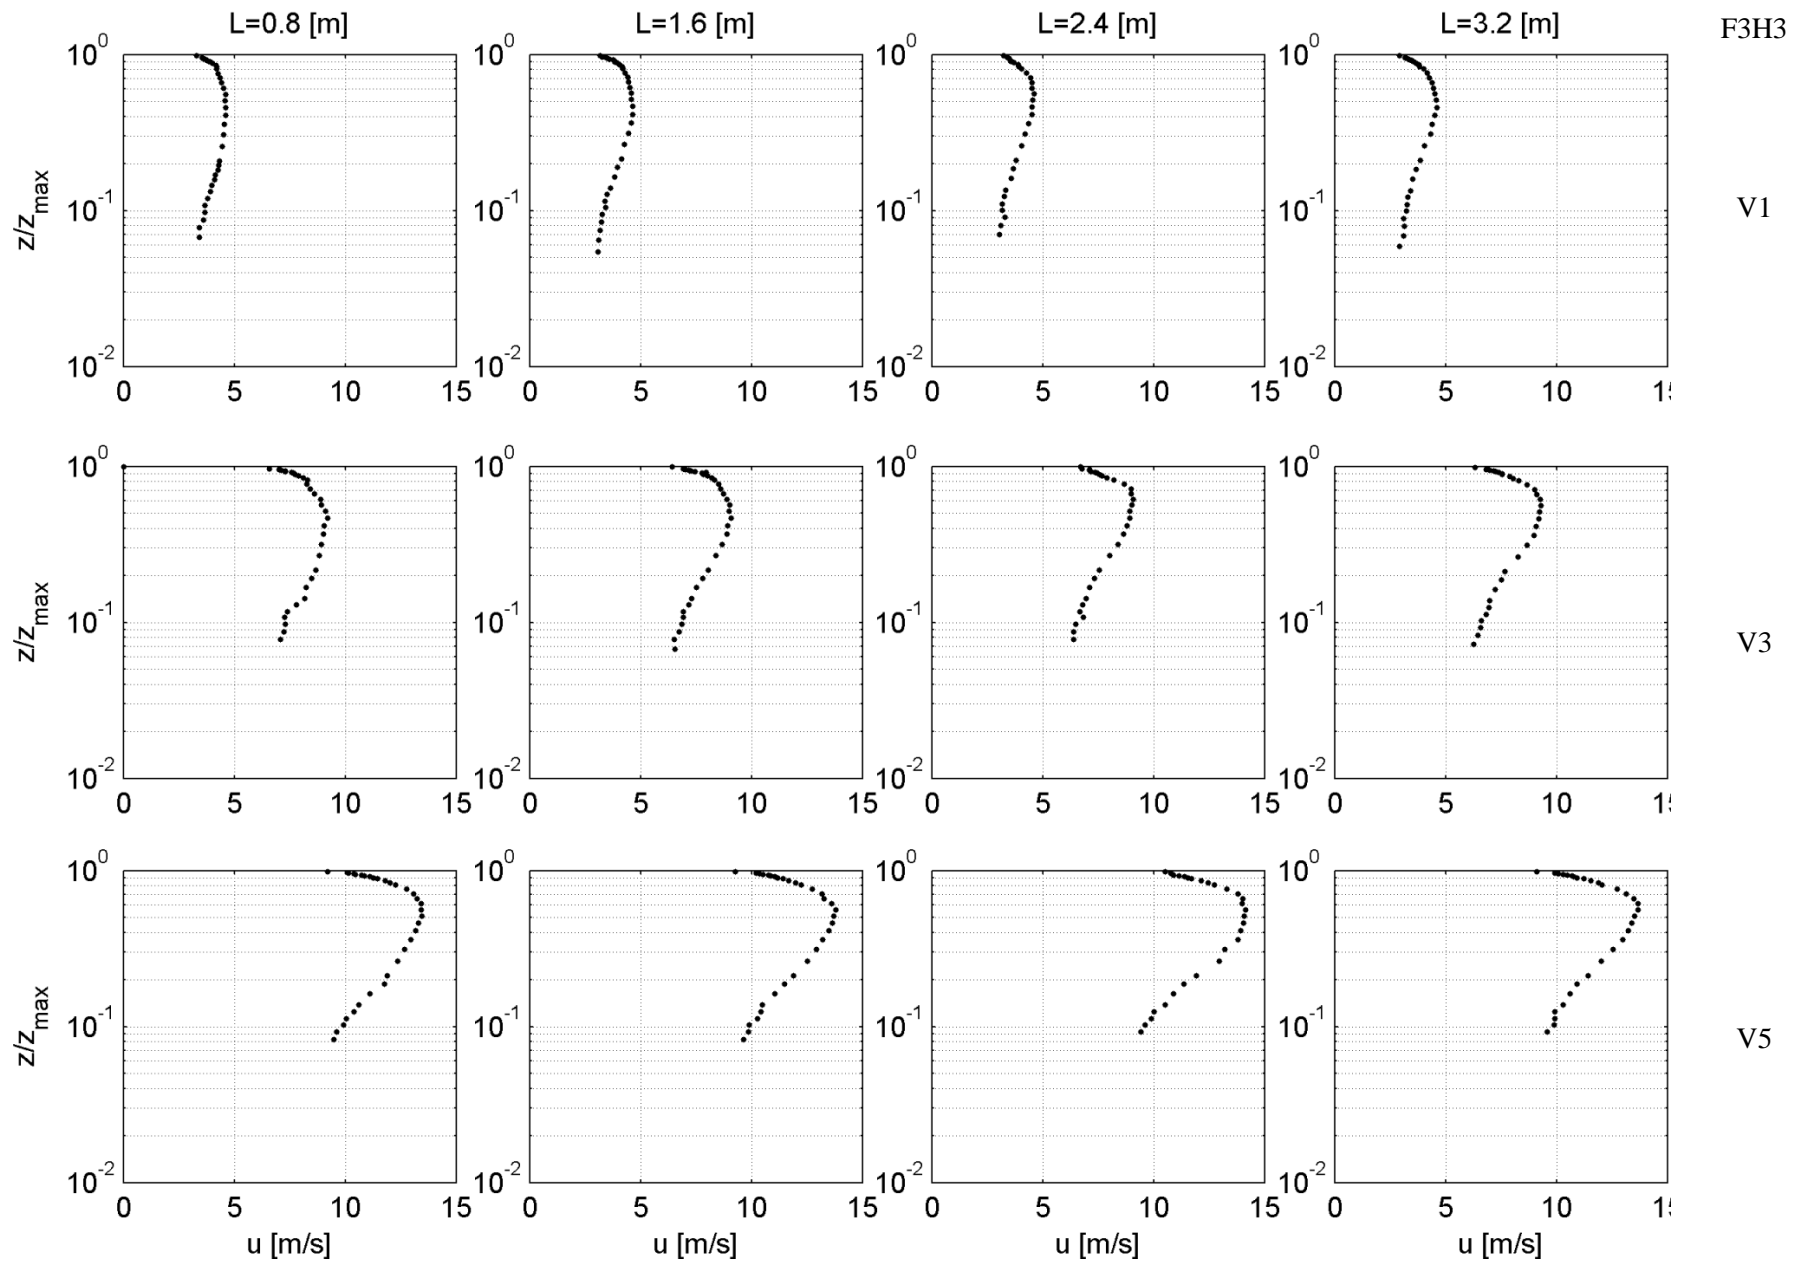 L=0.8 [m] L=1.6 [m] L=2.4 [m] L=3.2 [m] F3H3
10^0 10^0 10^0 10^0
z/z_max 10^-1 10^-1 10^-1 10^-1 V1
10^-2 10^-2 10^-2 10^-2
0 5 10 15 0 5 10 15 0 5 10 15 0 5 10 15
10^0 10^0 10^0 10^0
z/z_max 10^-1 10^-1 10^-1 10^-1 V3
10^-2 10^-2 10^-2 10^-2
0 5 10 15 0 5 10 15 0 5 10 15 0 5 10 15
10^0 10^0 10^0 10^0
z/z_max 10^-1 10^-1 10^-1 10^-1 V5
10^-2 10^-2 10^-2 10^-2
0 5 10 15 0 5 10 15 0 5 10 15 0 5 10 15
u [m/s] u [m/s] u [m/s] u [m/s]